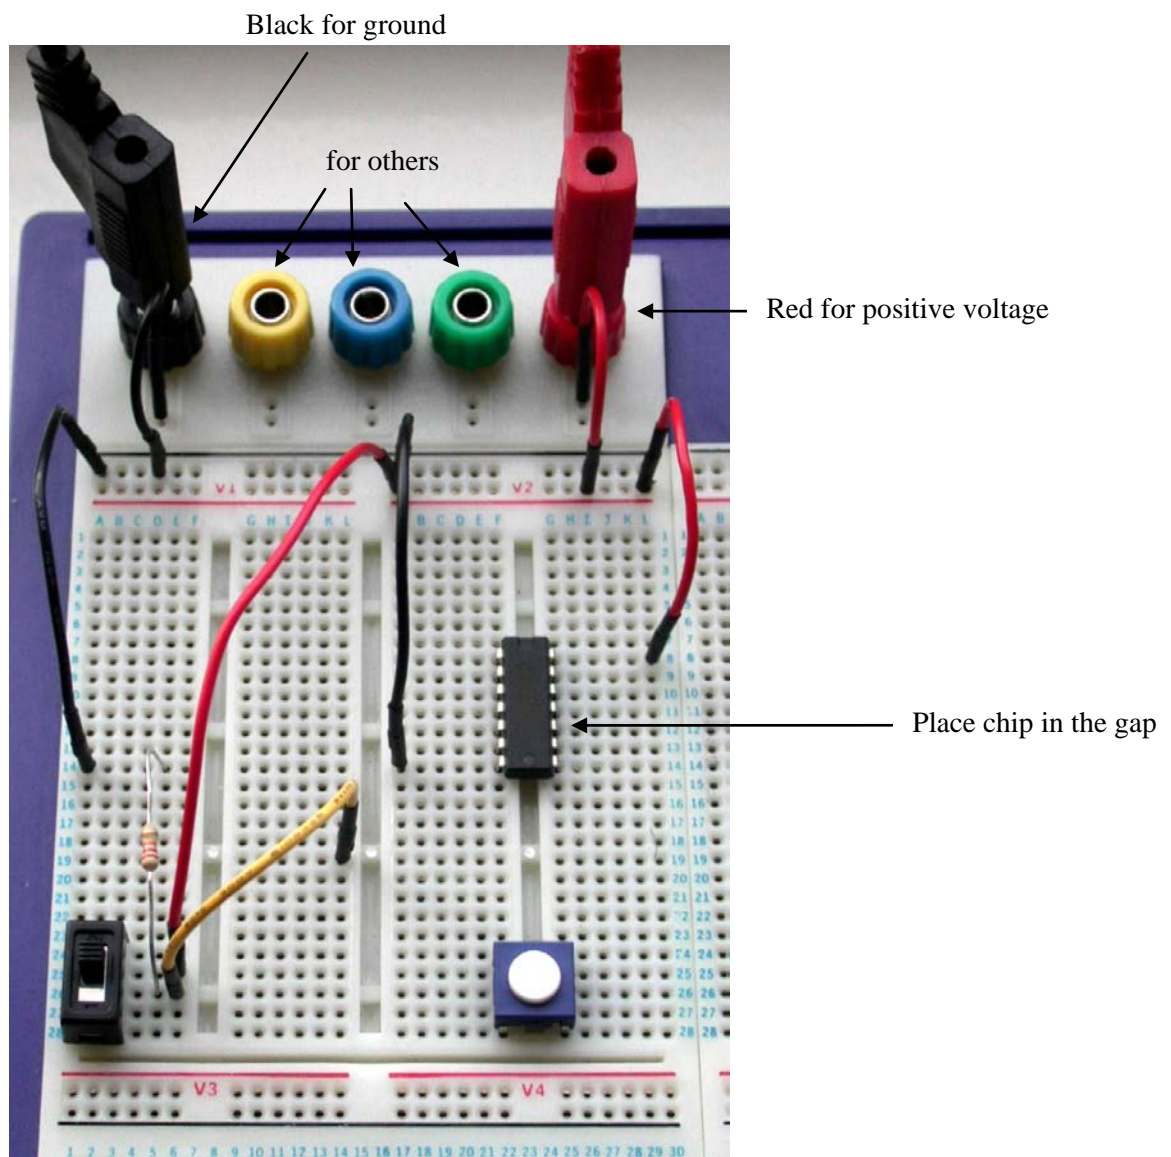 Black for ground
for others
Red for positive voltage
V1
V2
A B C D E F G H I J K L
B C D E F G H I J K L
A B
Place chip in the gap
V3
V4
1 2 3 4 5 6 7 8 9 10 11 12 13 14 15 16 17 18 19 20 21 22 23 24 25 26 27 28 29 30